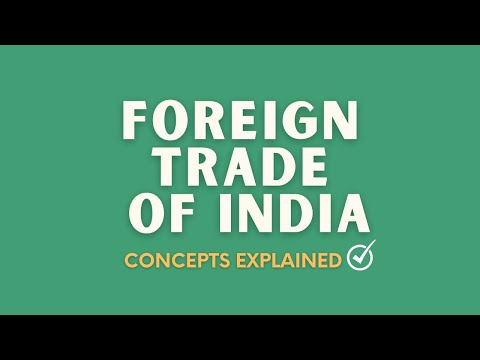 FOREIGN
TRADE
OF INDIA
CONCEPTS EXPLAINED